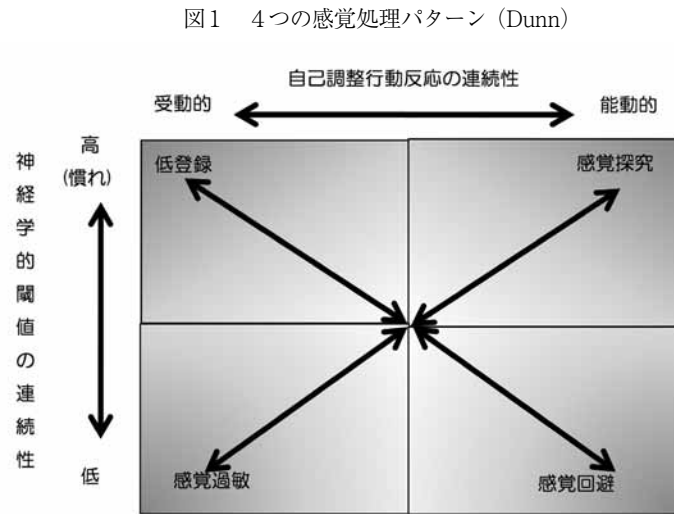 図1　4つの感覚処理パターン（Dunn）
自己調整行動反応の連続性
受動的
能動的
神経学的閾値の連続性
高
(慣れ)
低
低登録
感覚探究
感覚過敏
感覚回避